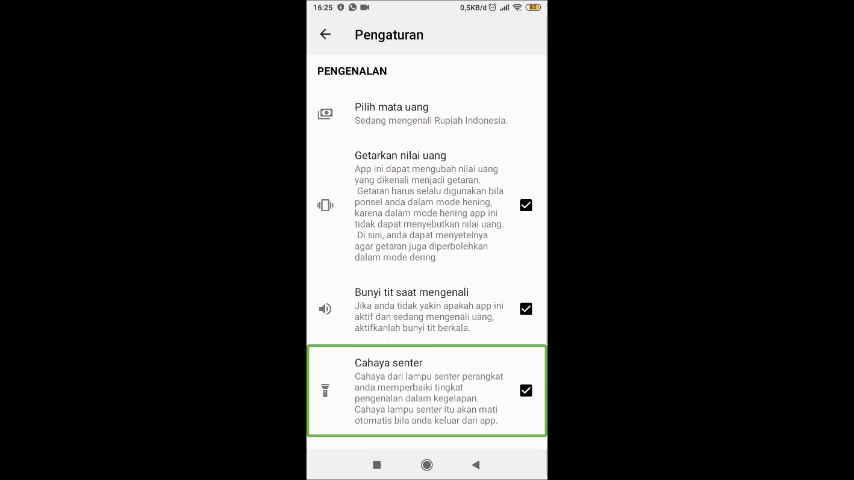 16:25 0,5KB/d 82
Pengaturan
PENGENALAN
Pilih mata uang
Sedang mengenali Rupiah Indonesia.
Getarkan nilai uang
App ini dapat mengubah nilai uang
yang dikenali menjadi getaran.
Getaran harus selalu digunakan bila
ponsel anda dalam mode hening,
karena dalam mode hening app ini
tidak dapat menyebutkan nilai uang.
Di sini, anda dapat menyetelnya
agar getaran juga diperbolehkan
dalam mode dering.
Bunyi tit saat mengenali
Jika anda tidak yakin apakah app ini
aktif dan sedang mengenali uang,
aktifkanlah bunyi tit berkala.
Cahaya senter
Cahaya dari lampu senter perangkat
anda memperbaiki tingkat
pengenalan dalam kegelapan.
Cahaya lampu senter itu akan mati
otomatis bila anda keluar dari app.